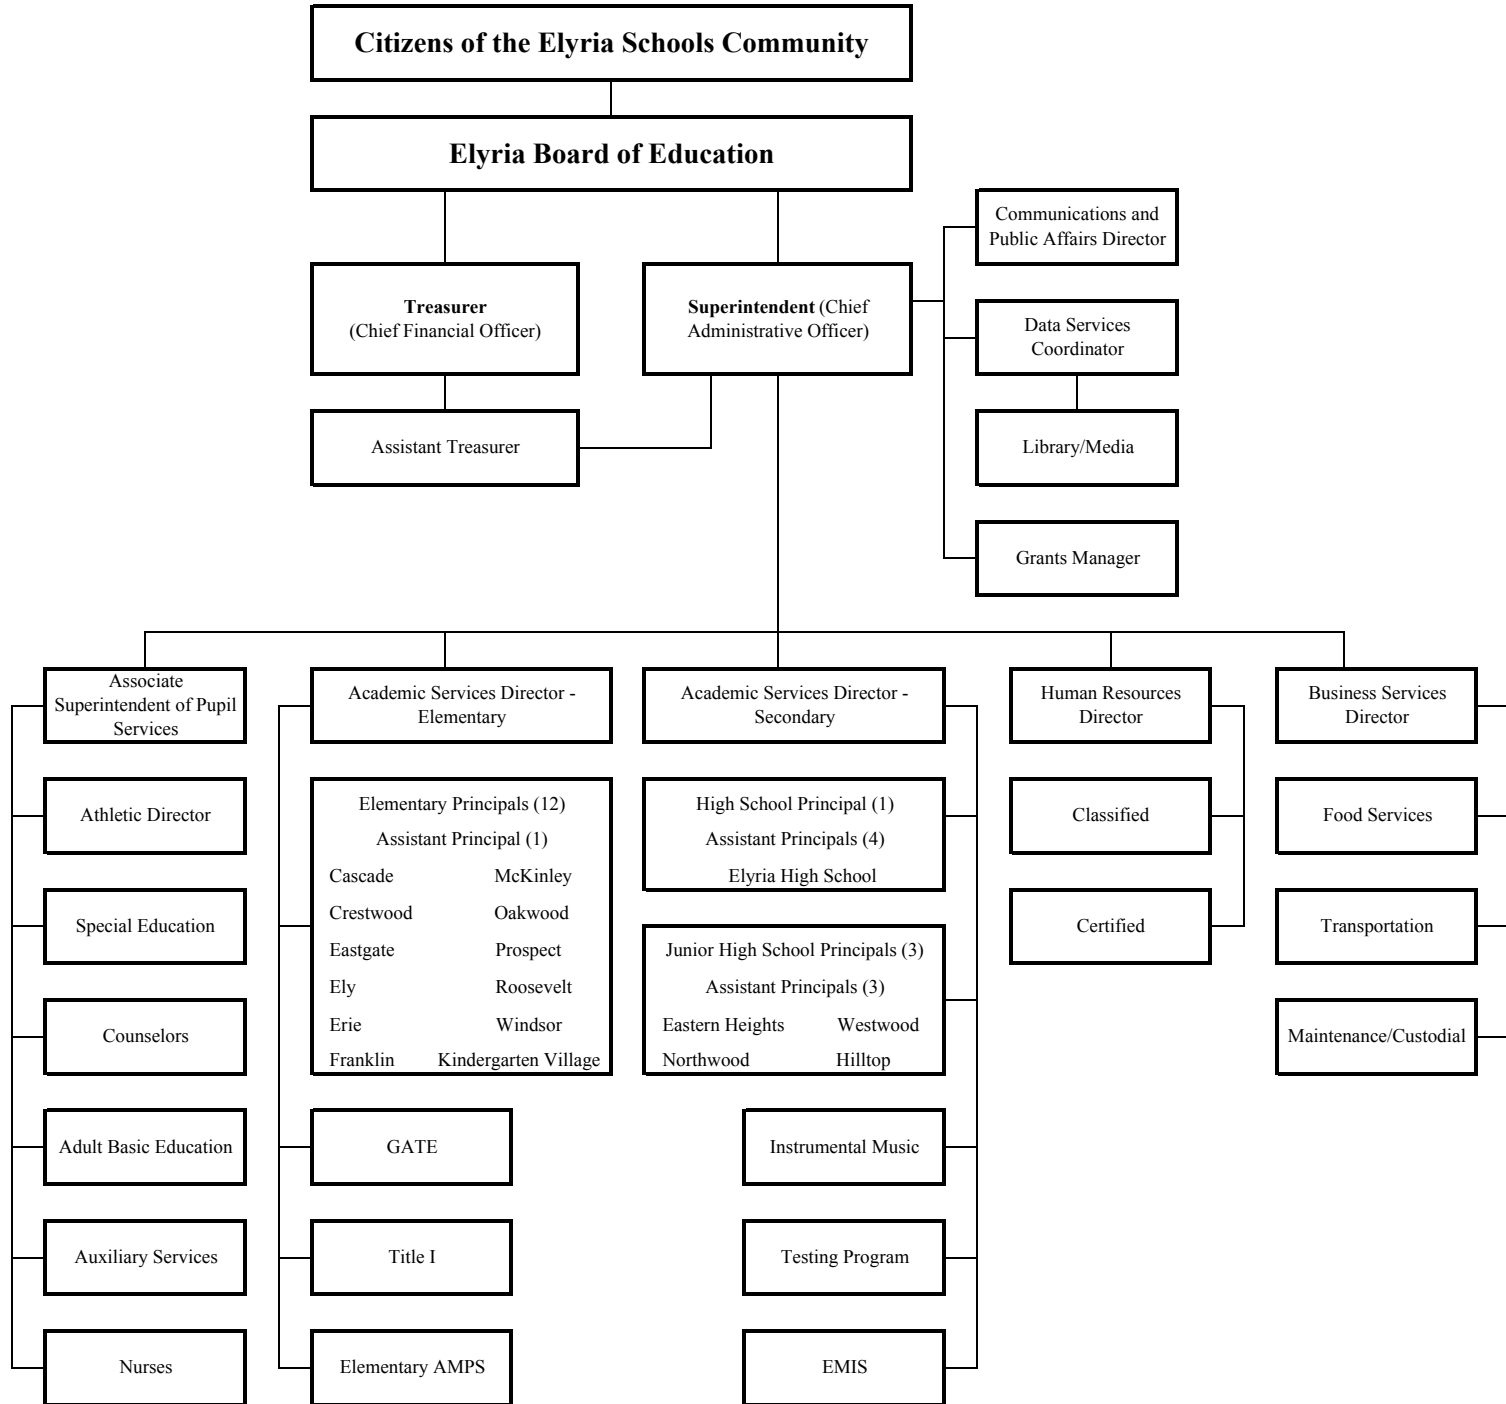 Citizens of the Elyria Schools Community
Elyria Board of Education
Communications and
Public Affairs Director
Treasurer
(Chief Financial Officer)
Superintendent (Chief
Administrative Officer)
Data Services
Coordinator
Assistant Treasurer
Library/Media
Grants Manager
Associate
Superintendent of Pupil
Services
Academic Services Director -
Elementary
Academic Services Director -
Secondary
Human Resources
Director
Business Services
Director
Athletic Director
Special Education
Counselors
Adult Basic Education
Auxiliary Services
Nurses
Elementary Principals (12)
Assistant Principal (1)
Cascade McKinley
Crestwood Oakwood
Eastgate Prospect
Ely Roosevelt
Erie Windsor
Franklin Kindergarten Village
GATE
Title I
Elementary AMPS
High School Principal (1)
Assistant Principals (4)
Elyria High School
Junior High School Principals (3)
Assistant Principals (3)
Eastern Heights Westwood
Northwood Hilltop
Instrumental Music
Testing Program
EMIS
Classified
Certified
Food Services
Transportation
Maintenance/Custodial